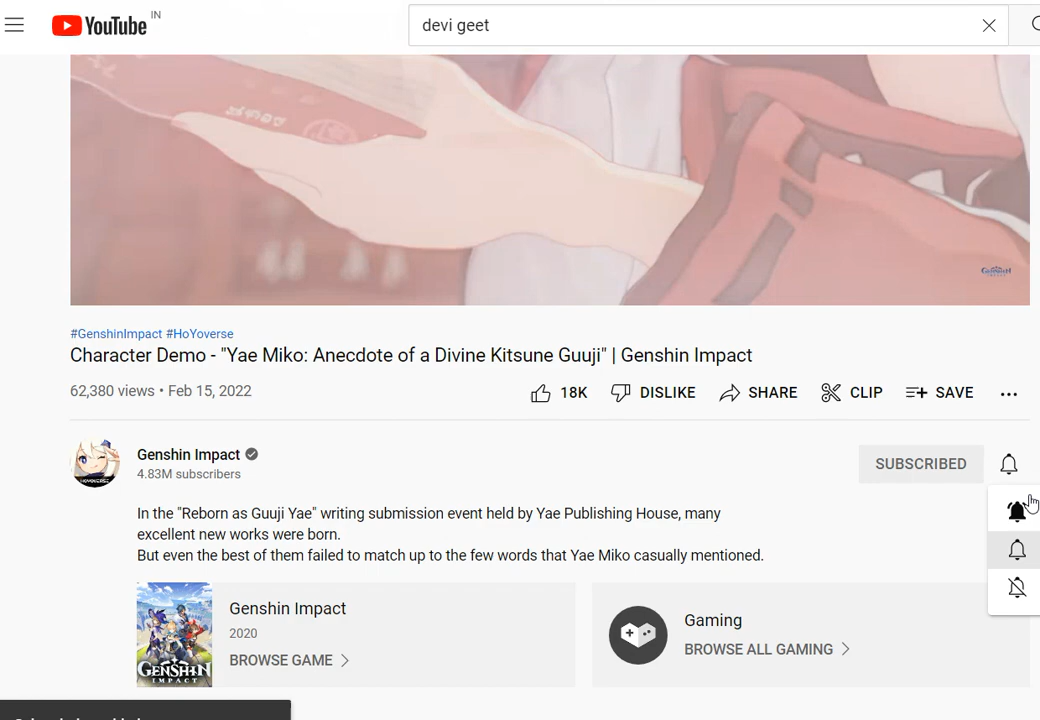 YouTube IN
devi geet
GENSHIN
#GenshinImpact #HoYoverse
Character Demo - "Yae Miko: Anecdote of a Divine Kitsune Guuji" | Genshin Impact
62,380 views • Feb 15, 2022
18K DISLIKE SHARE CLIP SAVE
Genshin Impact
4.83M subscribers
SUBSCRIBED
HOYOVERSE
In the "Reborn as Guuji Yae" writing submission event held by Yae Publishing House, many
excellent new works were born.
But even the best of them failed to match up to the few words that Yae Miko casually mentioned.
Genshin Impact
2020
BROWSE GAME
GENSHIN
IMPACT
Gaming
BROWSE ALL GAMING